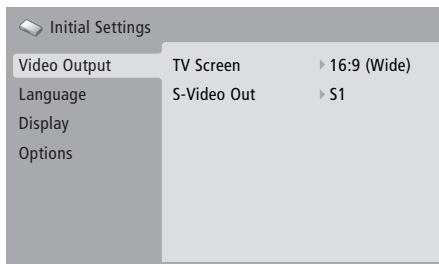 Initial Settings
Video Output
TV Screen
16:9 (Wide)
Language
S-Video Out
S1
Display
Options